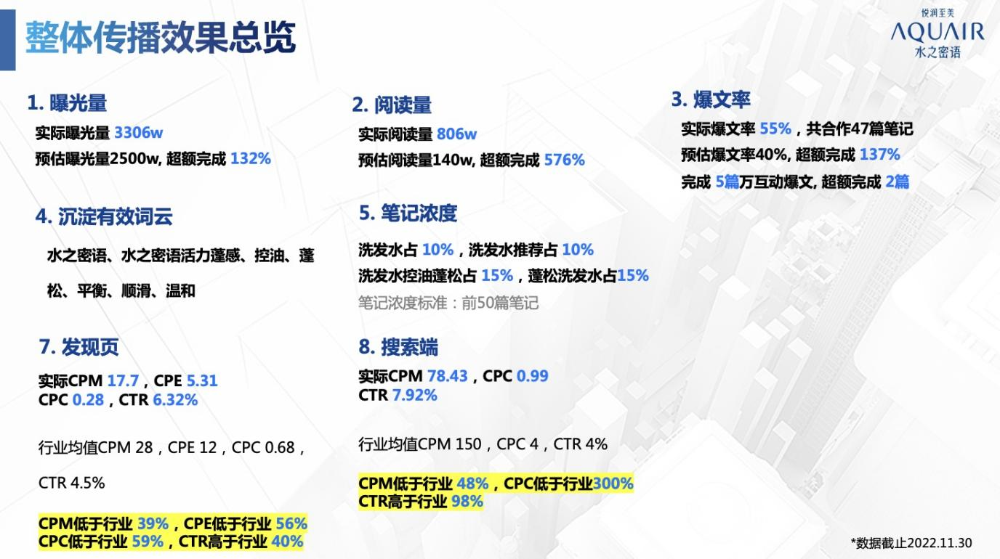 整体传播效果总览
悦润至美
AQUAIR
水之密语
1. 曝光量
实际曝光量 3306w
预估曝光量2500w, 超额完成 132%
2. 阅读量
实际阅读量 806w
预估阅读量140w, 超额完成 576%
3. 爆文率
实际爆文率 55%，共合作47篇笔记
预估爆文率40%, 超额完成 137%
完成 5篇万互动爆文, 超额完成 2篇
4. 沉淀有效词云
水之密语、水之密语活力蓬感、控油、蓬
松、平衡、顺滑、温和
5. 笔记浓度
洗发水占 10%，洗发水推荐占 10%
洗发水控油蓬松占 15%，蓬松洗发水占15%
笔记浓度标准：前50篇笔记
7. 发现页
实际CPM 17.7，CPE 5.31
CPC 0.28，CTR 6.32%
行业均值CPM 28，CPE 12，CPC 0.68，
CTR 4.5%
CPM低于行业 39%，CPE低于行业 56%
CPC低于行业 59%，CTR高于行业 40%
8. 搜索端
实际CPM 78.43，CPC 0.99
CTR 7.92%
行业均值CPM 150，CPC 4，CTR 4%
CPM低于行业 48%，CPC低于行业300%
CTR高于行业 98%
*数据截止2022.11.30